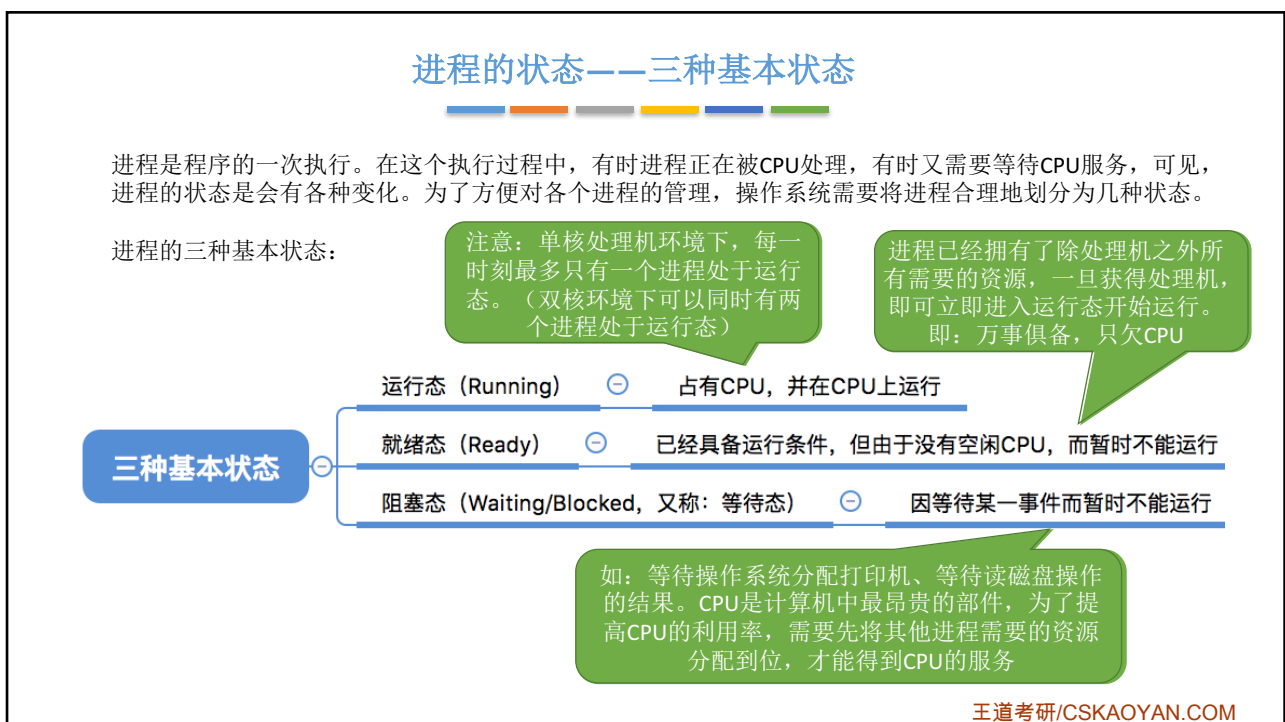 进程的状态——三种基本状态
进程是程序的一次执行。在这个执行过程中，有时进程正在被CPU处理，有时又需要等待CPU服务，可见，
进程的状态是会有各种变化。为了方便对各个进程的管理，操作系统需要将进程合理地划分为几种状态。
进程的三种基本状态：
注意：单核处理机环境下，每一
时刻最多只有一个进程处于运行
态。（双核环境下可以同时有两
个进程处于运行态）
进程已经拥有了除处理机之外所
有需要的资源，一旦获得处理机，
即可立即进入运行态开始运行。
即：万事俱备，只欠CPU
三种基本状态
运行态（Running）
占有CPU，并在CPU上运行
就绪态（Ready）
已经具备运行条件，但由于没有空闲CPU，而暂时不能运行
阻塞态（Waiting/Blocked，又称：等待态）
因等待某一事件而暂时不能运行
如：等待操作系统分配打印机、等待读磁盘操作
的结果。CPU是计算机中最昂贵的部件，为了提
高CPU的利用率，需要先将其他进程需要的资源
分配到位，才能得到CPU的服务
王道考研/CSKAOYAN.COM